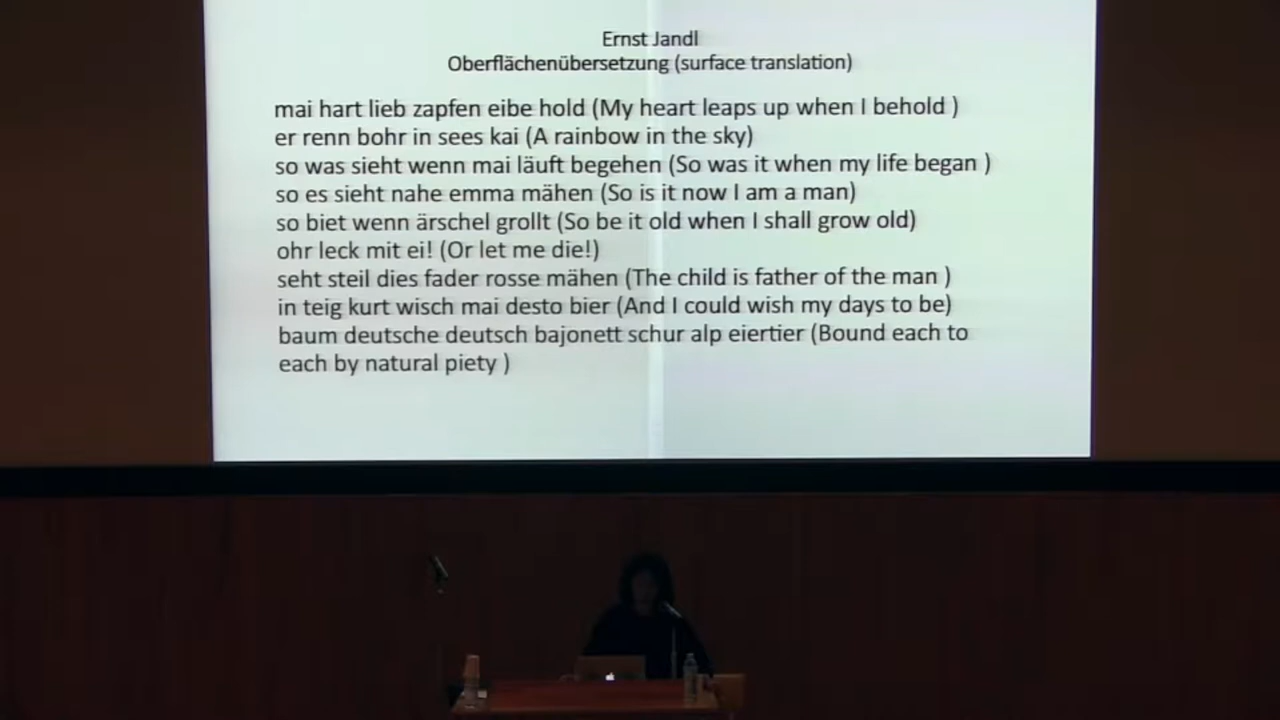 Ernst Jandl
Oberflächenübersetzung (surface translation)
mai hart lieb zapfen eibe hold (My heart leaps up when I behold )
er renn bohr in sees kai (A rainbow in the sky)
so was sieht wenn mai läuft begehen (So was it when my life began )
so es sieht nahe emma mähen (So is it now I am a man)
so biet wenn ärschel grollt (So be it old when I shall grow old)
ohr leck mit ei! (Or let me die!)
seht steil dies fader rosse mähen (The child is father of the man )
in teig kurt wisch mai desto bier (And I could wish my days to be)
baum deutsche deutsch bajonett schur alp eiertier (Bound each to
each by natural piety )